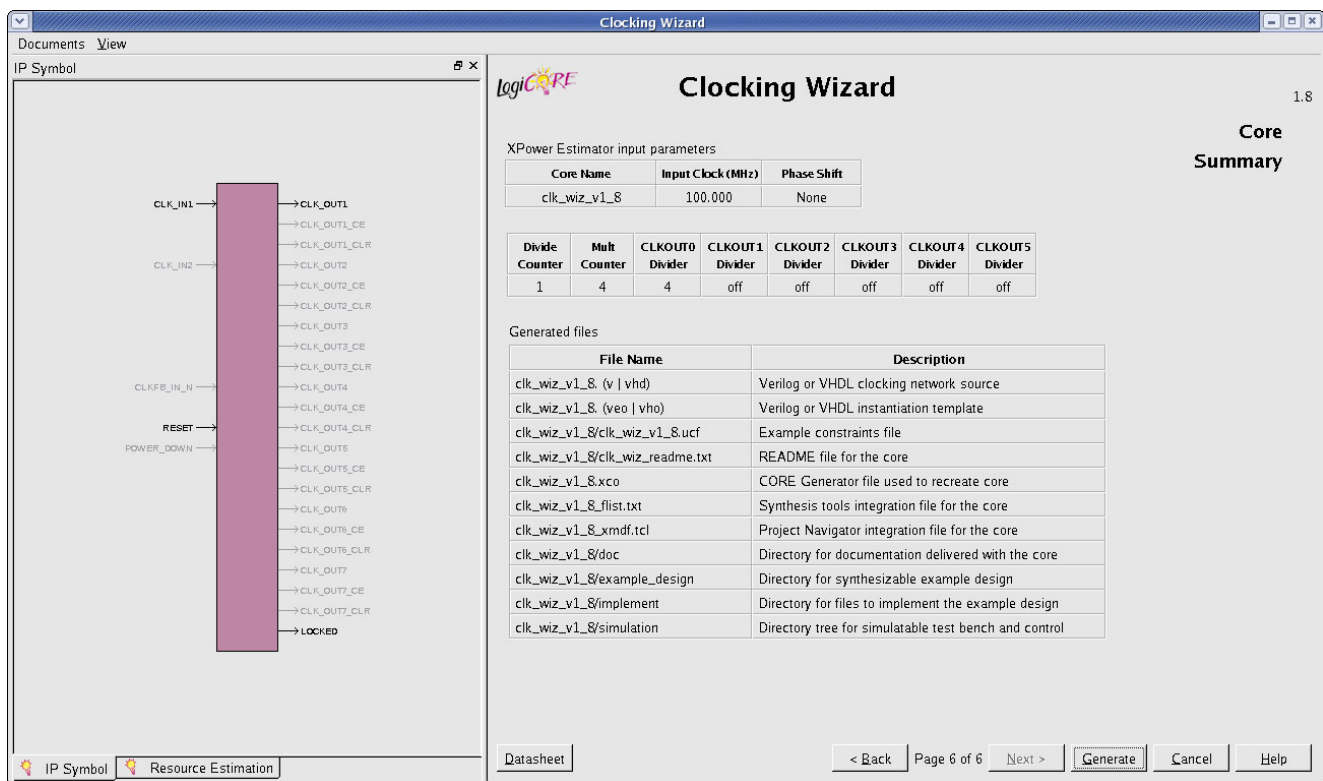 Clocking Wizard
Documents View
IP Symbol
CLK_IN1
CLK_IN2
CLKFB_IN_N
RESET
POWER_DOWN
CLK_OUT1
CLK_OUT1_CE
CLK_OUT1_CLR
CLK_OUT2
CLK_OUT2_CE
CLK_OUT2_CLR
CLK_OUT3
CLK_OUT3_CE
CLK_OUT3_CLR
CLK_OUT4
CLK_OUT4_CE
CLK_OUT4_CLR
CLK_OUT5
CLK_OUT5_CE
CLK_OUT5_CLR
CLK_OUT6
CLK_OUT6_CE
CLK_OUT6_CLR
CLK_OUT7
CLK_OUT7_CE
CLK_OUT7_CLR
LOCKED
IP Symbol Resource Estimation
LogiCORE
Clocking Wizard
1.8
Core
Summary
XPower Estimator input parameters
Core Name Input Clock (MHz) Phase Shift
clk_wiz_v1_8 100.000 None
Divide Mult CLKOUT0 CLKOUT1 CLKOUT2 CLKOUT3 CLKOUT4 CLKOUT5
Counter Counter Divider Divider Divider Divider Divider Divider
1 4 4 off off off off off
Generated files
File Name Description
clk_wiz_v1_8. (v | vhd) Verilog or VHDL clocking network source
clk_wiz_v1_8. (veo | vho) Verilog or VHDL instantiation template
clk_wiz_v1_8/clk_wiz_v1_8.ucf Example constraints file
clk_wiz_v1_8/clk_wiz_readme.txt README file for the core
clk_wiz_v1_8.xco CORE Generator file used to recreate core
clk_wiz_v1_8_flist.txt Synthesis tools integration file for the core
clk_wiz_v1_8_xmdf.tcl Project Navigator integration file for the core
clk_wiz_v1_8/doc Directory for documentation delivered with the core
clk_wiz_v1_8/example_design Directory for synthesizable example design
clk_wiz_v1_8/implement Directory for files to implement the example design
clk_wiz_v1_8/simulation Directory tree for simulatable test bench and control
Datasheet < Back Page 6 of 6 Next > Generate Cancel Help